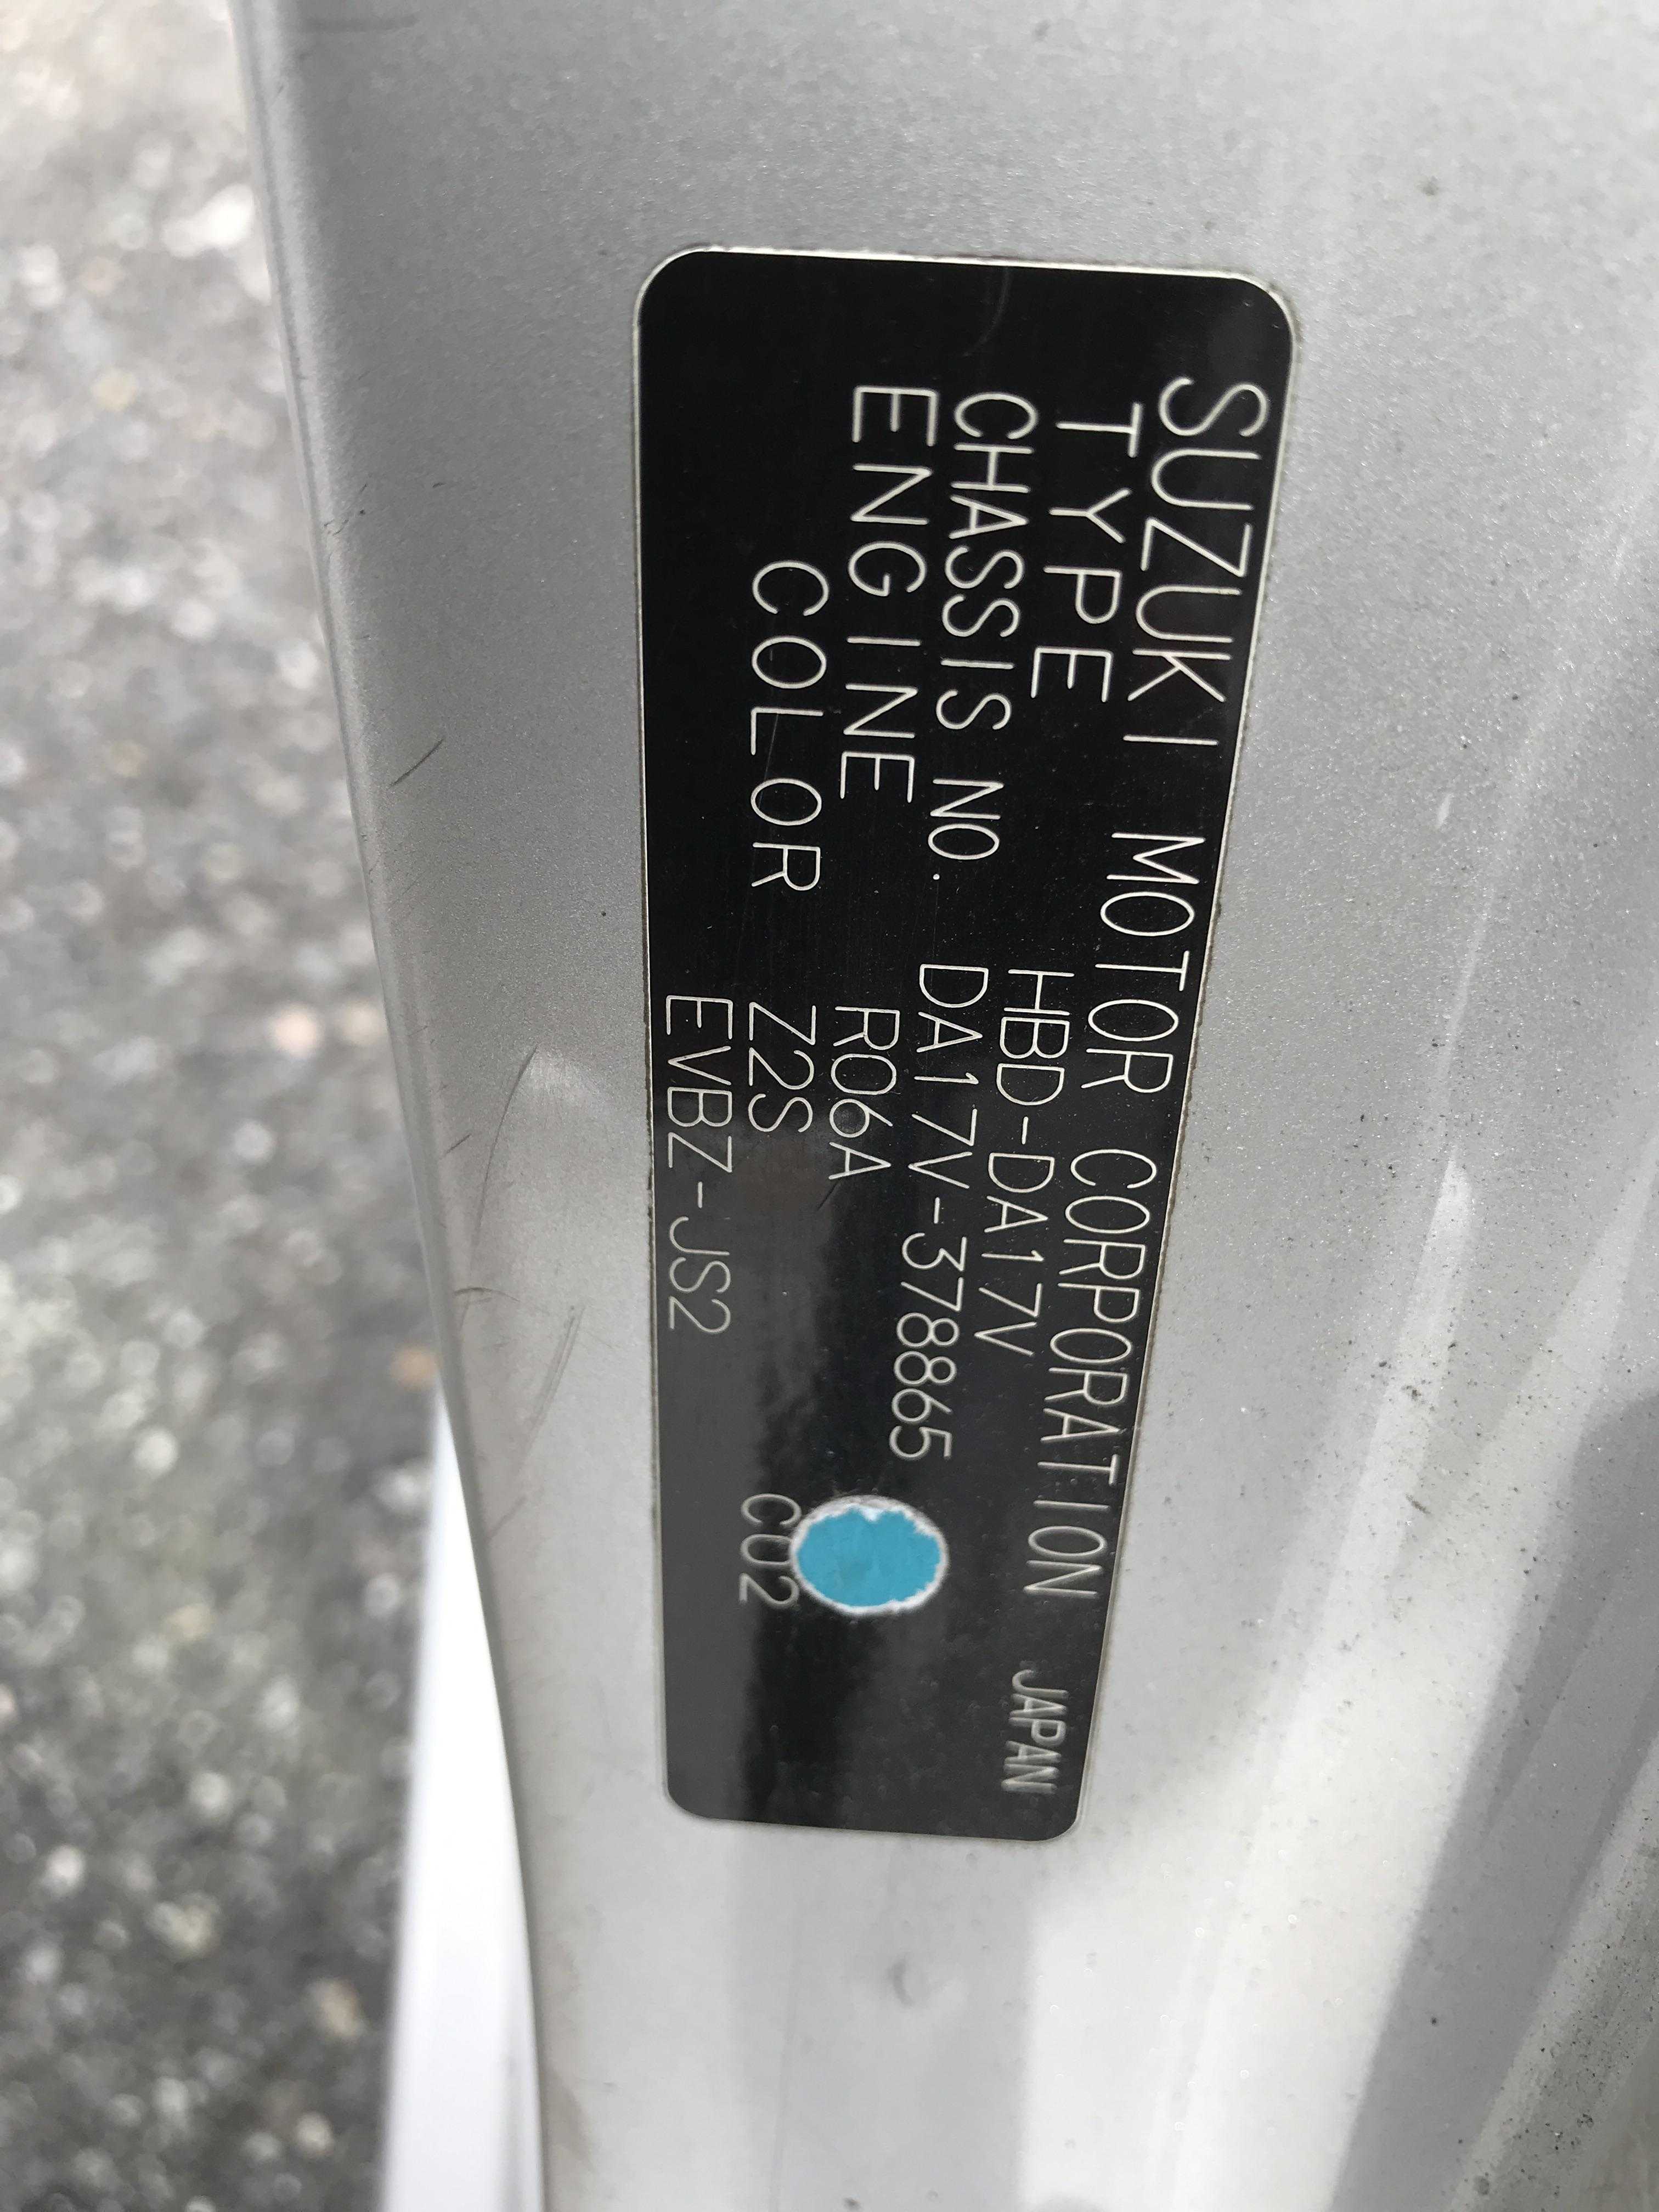 SUZUKI MOTOR CORPORATION JAPAN
TYPE HBD-DA17V
CHASSIS NO. DA17V-378865
ENGINE R06A
COLOR Z2S C02
EVBZ-JS2